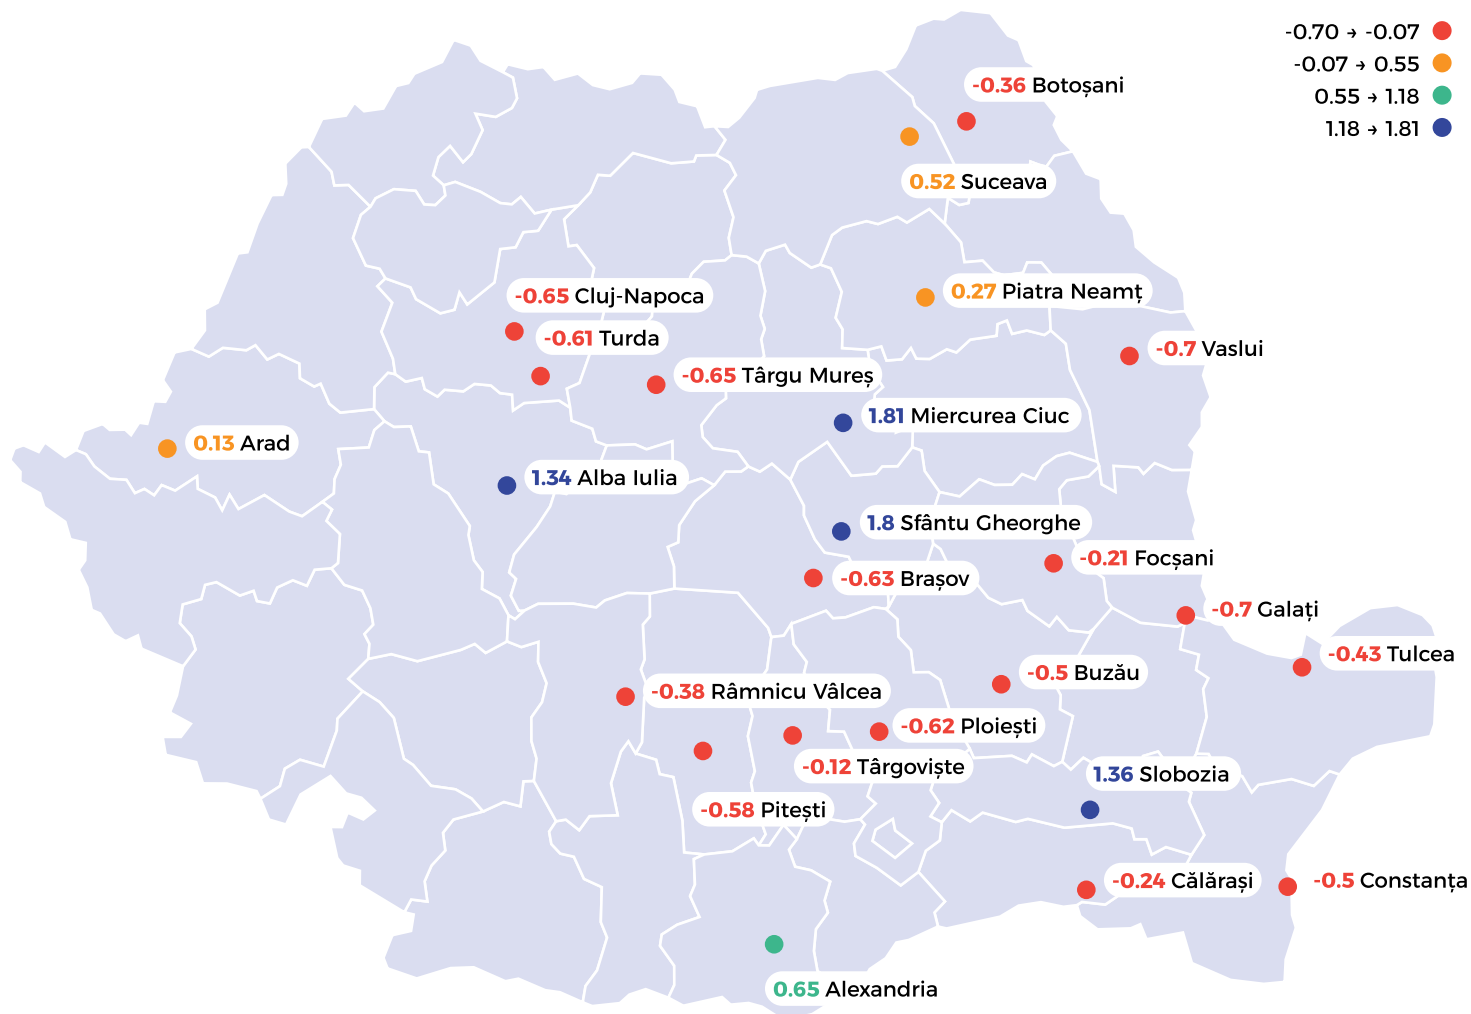 -0.70 → -0.07
-0.07 → 0.55
0.55 → 1.18
1.18 → 1.81
-0.36 Botoșani
0.52 Suceava
0.27 Piatra Neamț
-0.65 Cluj-Napoca
-0.61 Turda
-0.7 Vaslui
-0.65 Târgu Mureș
1.81 Miercurea Ciuc
0.13 Arad
1.34 Alba Iulia
1.8 Sfântu Gheorghe
-0.21 Focșani
-0.63 Brașov
-0.7 Galați
-0.43 Tulcea
-0.5 Buzău
-0.38 Râmnicu Vâlcea
-0.62 Ploiești
-0.12 Târgoviște
1.36 Slobozia
-0.58 Pitești
-0.24 Călărași
-0.5 Constanța
0.65 Alexandria